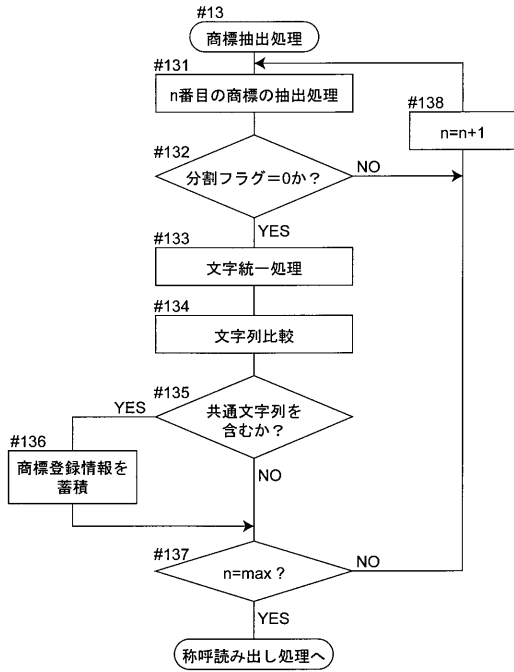 #13
商標抽出処理
#131
n番目の商標の抽出処理
#138
n=n+1
#132
分割フラグ=0か?
NO
YES
#133
文字統一処理
#134
文字列比較
#135
共通文字列を
含むか?
YES
#136
商標登録情報を
蓄積
NO
#137
n=max?
NO
YES
称呼読み出し処理へ